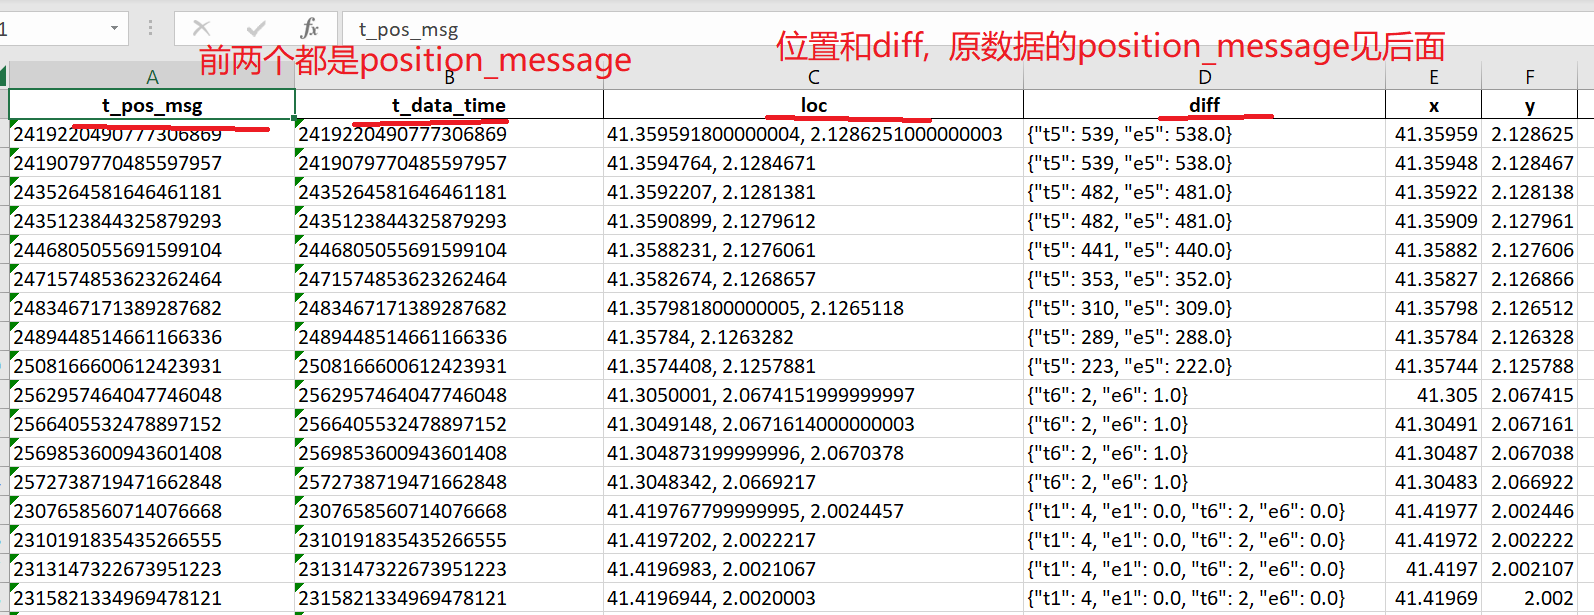 1 fx t_pos_msg
前两个都是position_message 位置和diff, 原数据的position_message见后面
A B C D E F
t_pos_msg t_data_time loc diff x y
2419220490777306869 2419220490777306869 41.359591800000004, 2.1286251000000003 {"t5": 539, "e5": 538.0} 41.35959 2.128625
2419079770485597957 2419079770485597957 41.3594764, 2.1284671 {"t5": 539, "e5": 538.0} 41.35948 2.128467
2435264581646461181 2435264581646461181 41.3592207, 2.1281381 {"t5": 482, "e5": 481.0} 41.35922 2.128138
2435123844325879293 2435123844325879293 41.3590899, 2.1279612 {"t5": 482, "e5": 481.0} 41.35909 2.127961
2446805055691599104 2446805055691599104 41.3588231, 2.1276061 {"t5": 441, "e5": 440.0} 41.35882 2.127606
2471574853623262464 2471574853623262464 41.3582674, 2.1268657 {"t5": 353, "e5": 352.0} 41.35827 2.126866
2483467171389287682 2483467171389287682 41.357981800000005, 2.1265118 {"t5": 310, "e5": 309.0} 41.35798 2.126512
2489448514661166336 2489448514661166336 41.35784, 2.1263282 {"t5": 289, "e5": 288.0} 41.35784 2.126328
2508166600612423931 2508166600612423931 41.3574408, 2.1257881 {"t5": 223, "e5": 222.0} 41.35744 2.125788
2562957464047746048 2562957464047746048 41.3050001, 2.0674151999999997 {"t6": 2, "e6": 1.0} 41.305 2.067415
2566405532478897152 2566405532478897152 41.3049148, 2.0671614000000003 {"t6": 2, "e6": 1.0} 41.30491 2.067161
2569853600943601408 2569853600943601408 41.304873199999996, 2.0670378 {"t6": 2, "e6": 1.0} 41.30487 2.067038
2572738719471662848 2572738719471662848 41.3048342, 2.0669217 {"t6": 2, "e6": 1.0} 41.30483 2.066922
2307658560714076668 2307658560714076668 41.419767799999995, 2.0024457 {"t1": 4, "e1": 0.0, "t6": 2, "e6": 0.0} 41.41977 2.002446
2310191835435266555 2310191835435266555 41.4197202, 2.0022217 {"t1": 4, "e1": 0.0, "t6": 2, "e6": 0.0} 41.41972 2.002222
2313147322673951223 2313147322673951223 41.4196983, 2.0021067 {"t1": 4, "e1": 0.0, "t6": 2, "e6": 0.0} 41.4197 2.002107
2315821334969478121 2315821334969478121 41.4196944, 2.0020003 {"t1": 4, "e1": 0.0, "t6": 2, "e6": 0.0} 41.41969 2.002